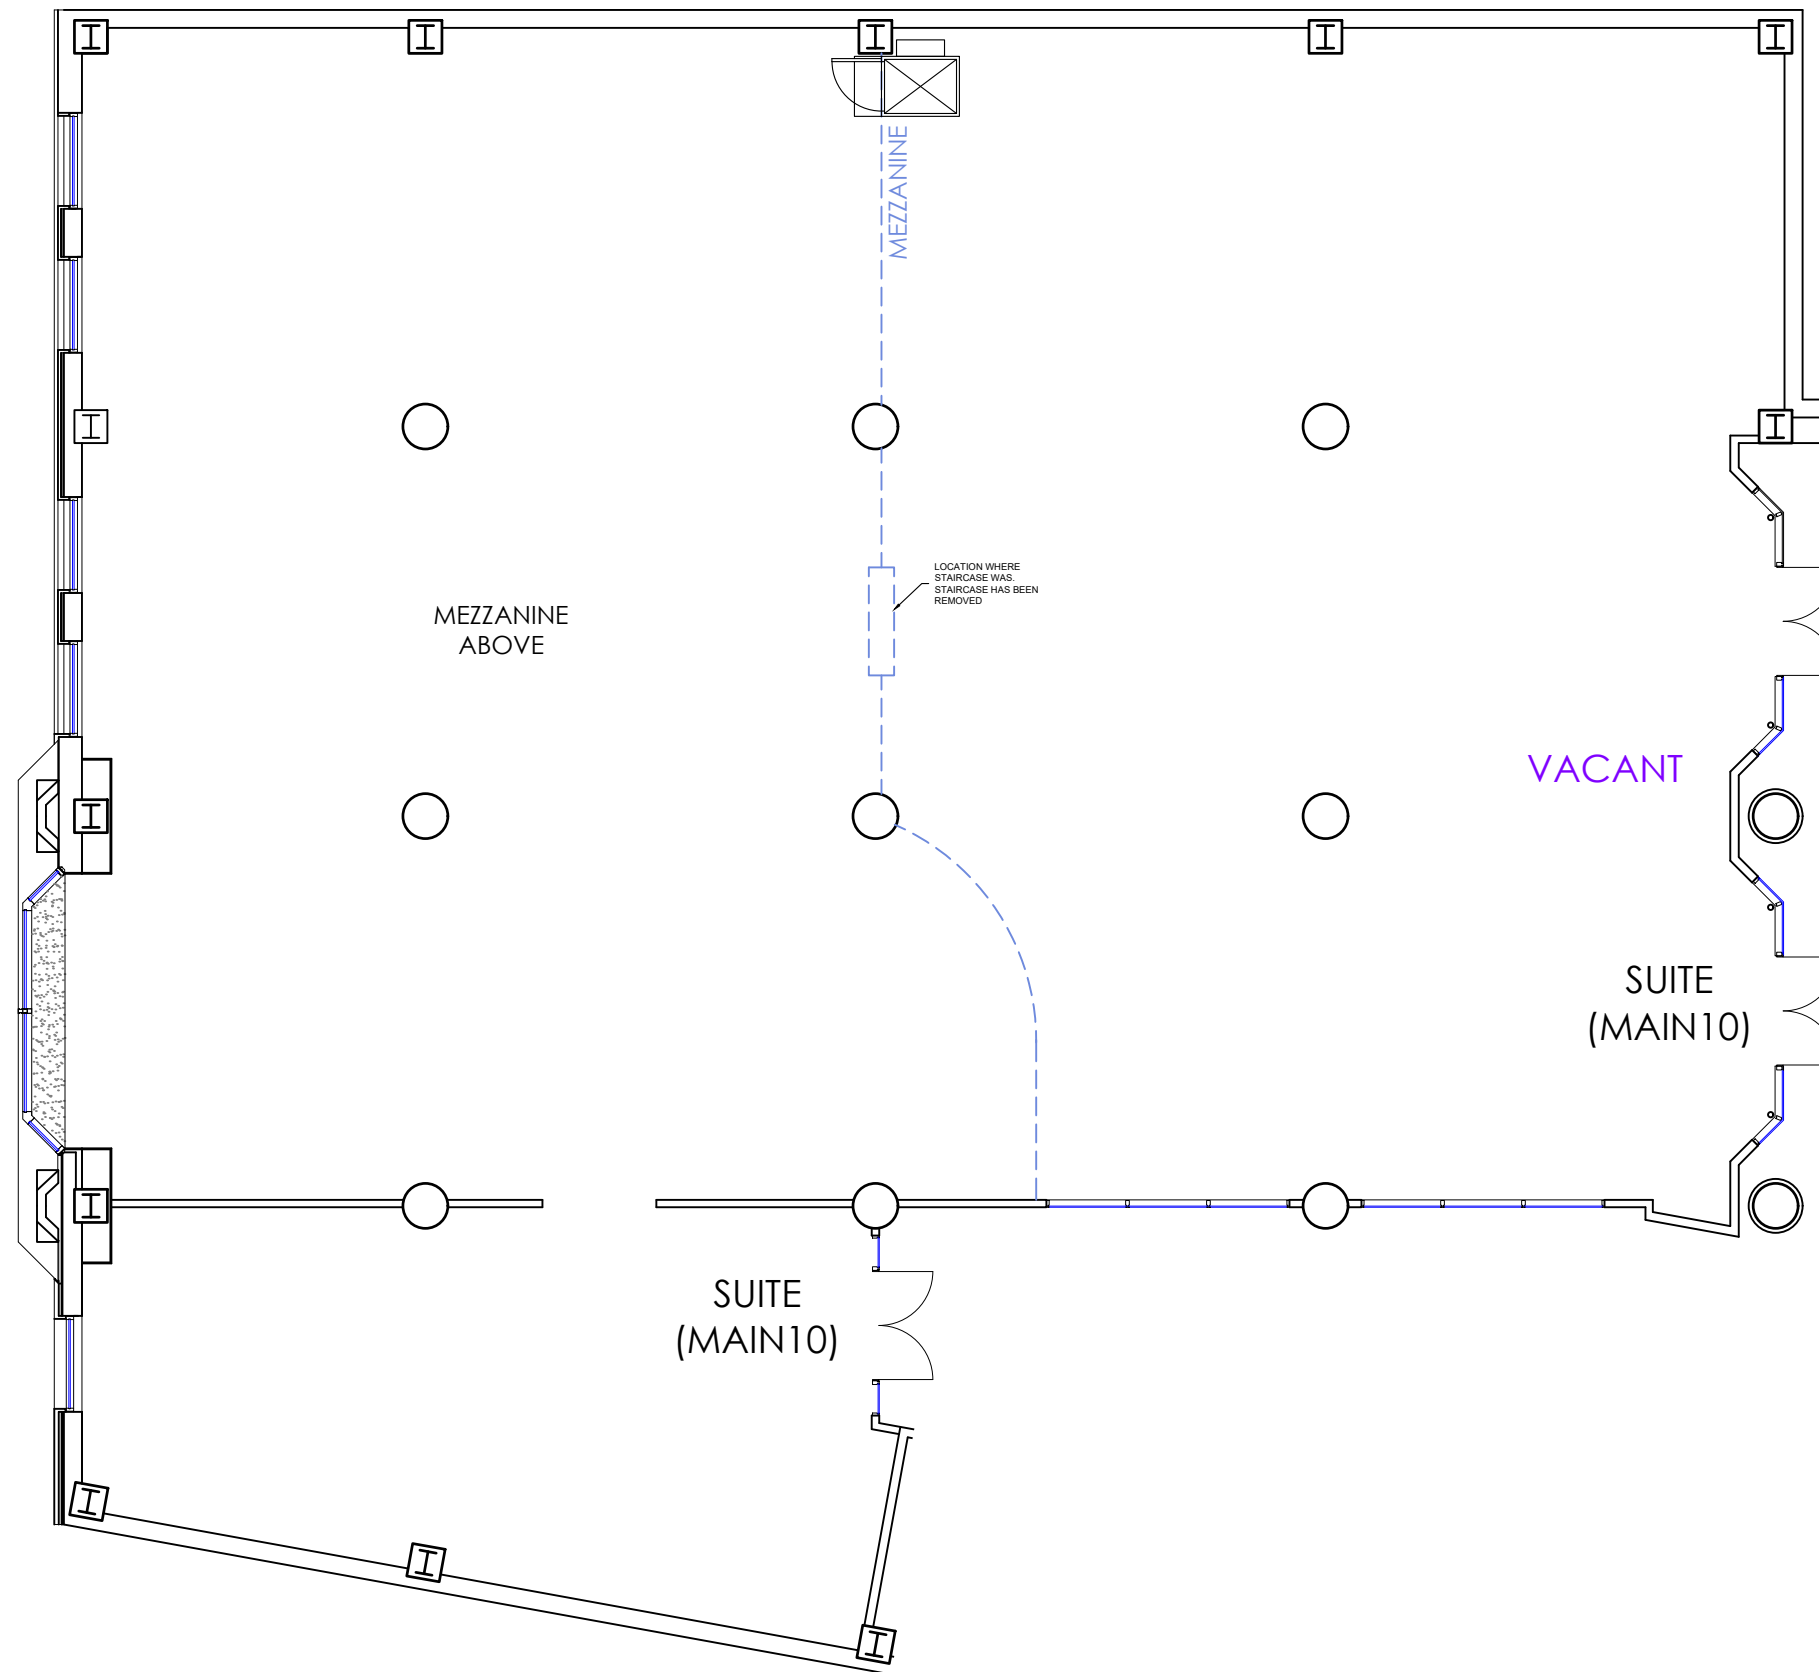 MEZZANINE
LOCATION WHERE
STAIRCASE WAS.
STAIRCASE HAS BEEN
REMOVED
MEZZANINE
ABOVE
VACANT
SUITE
(MAIN10)
SUITE
(MAIN10)